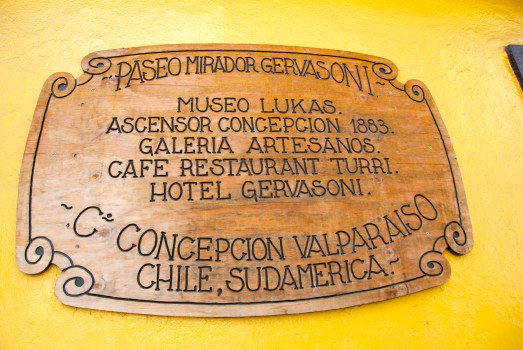 ~PASEO MIRADOR GERVASONI~
MUSEO LUKAS.
ASCENSOR CONCEPCION 1883.
GALERIA ARTESANOS.
CAFE RESTAURANT TURRI.
HOTEL GERVASONI.
~Cº CONCEPCION VALPARAISO
CHILE, SUDAMERICA.~